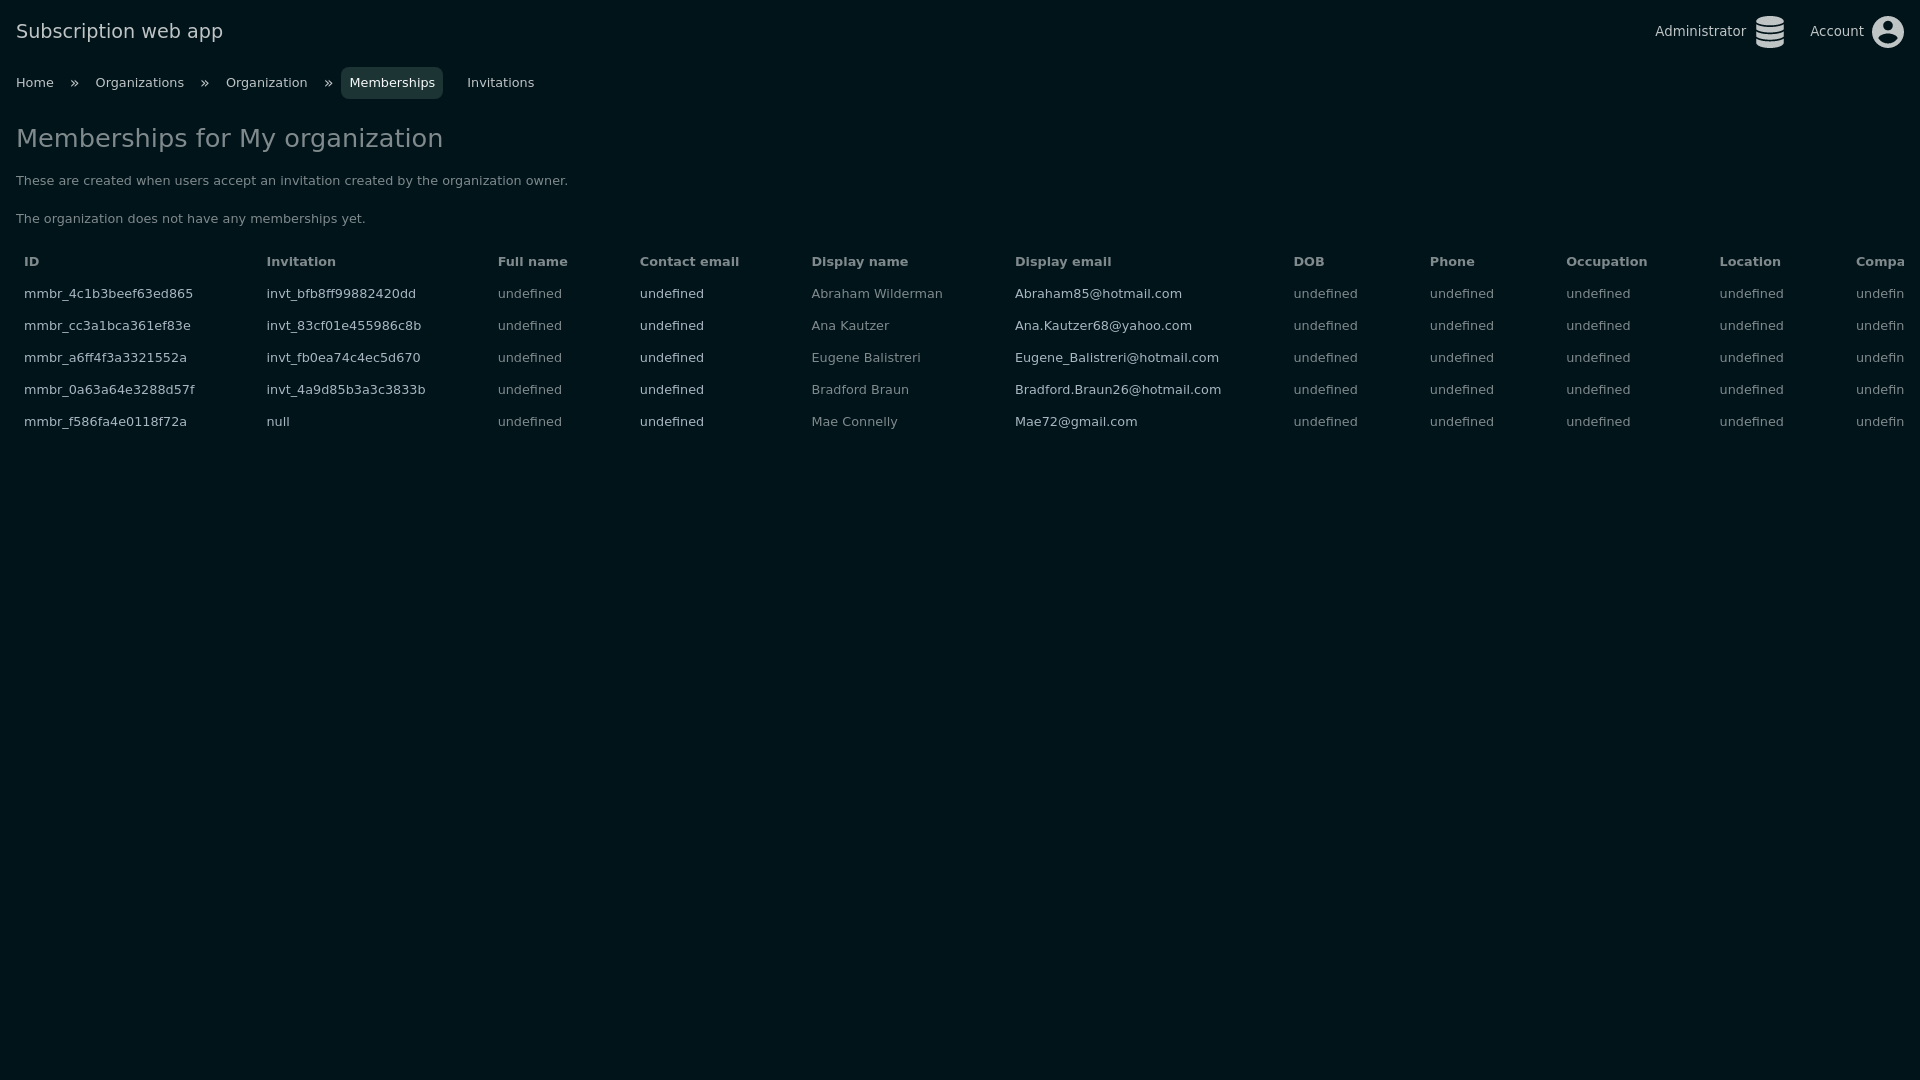 Subscription web app Administrator Account
Home » Organizations » Organization » Memberships Invitations
Memberships for My organization
These are created when users accept an invitation created by the organization owner.
The organization does not have any memberships yet.
ID Invitation Full name Contact email Display name Display email DOB Phone Occupation Location Compa
mmbr_4c1b3beef63ed865 invt_bfb8ff99882420dd undefined undefined Abraham Wilderman Abraham85@hotmail.com undefined undefined undefined undefined undefin
mmbr_cc3a1bca361ef83e invt_83cf01e455986c8b undefined undefined Ana Kautzer Ana.Kautzer68@yahoo.com undefined undefined undefined undefined undefin
mmbr_a6ff4f3a3321552a invt_fb0ea74c4ec5d670 undefined undefined Eugene Balistreri Eugene_Balistreri@hotmail.com undefined undefined undefined undefined undefin
mmbr_0a63a64e3288d57f invt_4a9d85b3a3c3833b undefined undefined Bradford Braun Bradford.Braun26@hotmail.com undefined undefined undefined undefined undefin
mmbr_f586fa4e0118f72a null undefined undefined Mae Connelly Mae72@gmail.com undefined undefined undefined undefined undefin